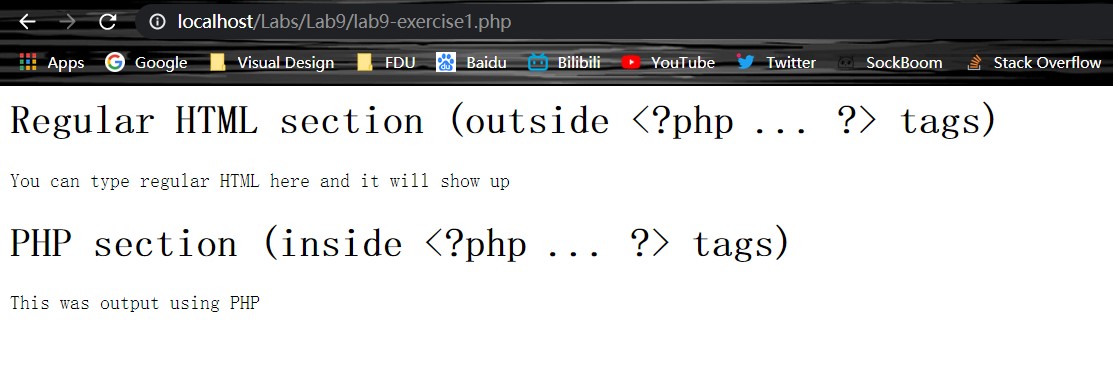 localhost/Labs/Lab9/lab9-exercise1.php
Apps Google Visual Design FDU Baidu Bilibili YouTube Twitter SockBoom Stack Overflow
Regular HTML section (outside <?php ... ?> tags)
You can type regular HTML here and it will show up
PHP section (inside <?php ... ?> tags)
This was output using PHP